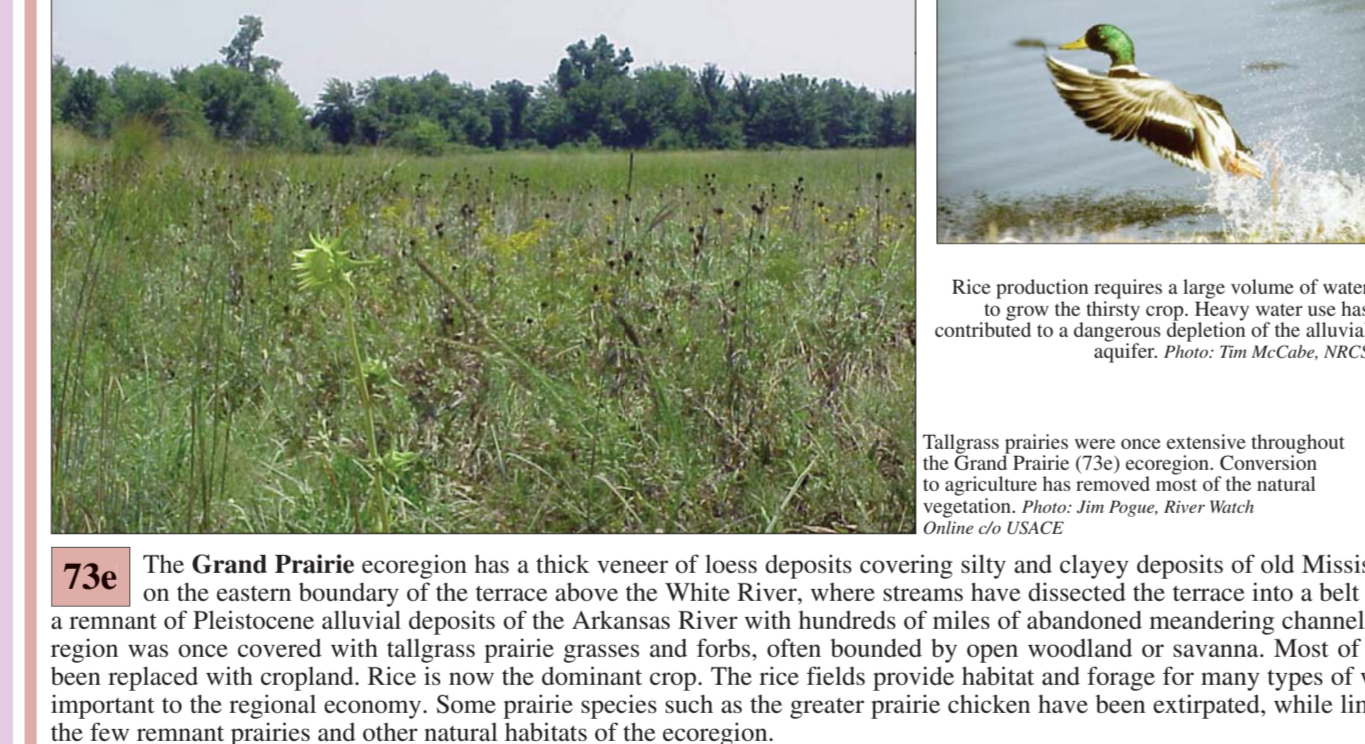 Rice production requires a large volume of water
to grow the thirsty crop. Heavy water use has
contributed to a dangerous depletion of the alluvial
aquifer. Photo: Tim McCabe, NRCS
Tallgrass prairies were once extensive throughout
the Grand Prairie (73e) ecoregion. Conversion
to agriculture has removed most of the natural
vegetation. Photo: Jim Pogue, River Watch
Online c/o USACE
73e The Grand Prairie ecoregion has a thick veneer of loess deposits covering silty and clayey deposits of old
on the eastern boundary of the terrace above the White River, where streams have dissected the terrace into a belt
a remnant of Pleistocene alluvial deposits of the Arkansas River with hundreds of miles of abandoned meandering
region was once covered with tallgrass prairie grasses and forbs, often bounded by open woodland or savanna. Most of
been replaced with cropland. Rice is now the dominant crop. The rice fields provide habitat and forage for many types of
important to the regional economy. Some prairie species such as the greater prairie chicken have been extirpated, while
the few remnant prairies and other natural habitats of the ecoregion.